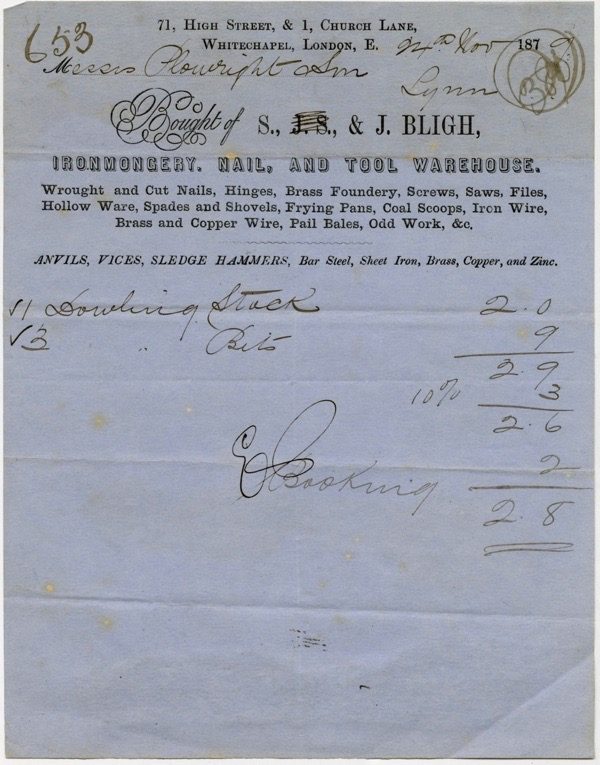 653
71, HIGH STREET, & 1, CHURCH LANE,
WHITECHAPEL, LONDON, E. 24th Nov 1879
Messrs Plowright & Son
Lynn
Bought of S., J. S., & J. BLIGH,
IRONMONGERY, NAIL, AND TOOL WAREHOUSE.
Wrought and Cut Nails, Hinges, Brass Foundery, Screws, Saws, Files,
Hollow Ware, Spades and Shovels, Frying Pans, Coal Scoops, Iron Wire,
Brass and Copper Wire, Pail Bales, Odd Work, &c.
ANVILS, VICES, SLEDGE HAMMERS, Bar Steel, Sheet Iron, Brass, Copper, and Zinc.
√1 Dowling Stock 2.0
√3 " Bits 9
2.9
10% 3
2.6
Booking 2
2.8